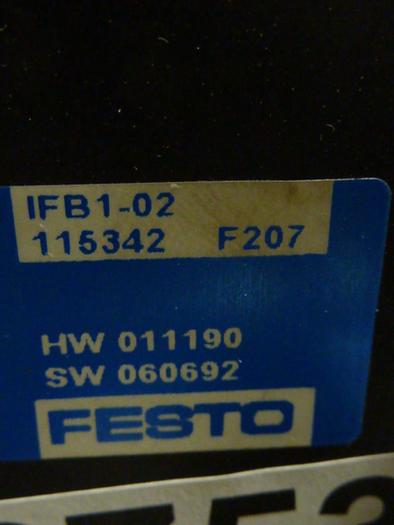 IFB1-02
115342 F207
HW 011190
SW 060692
FESTO